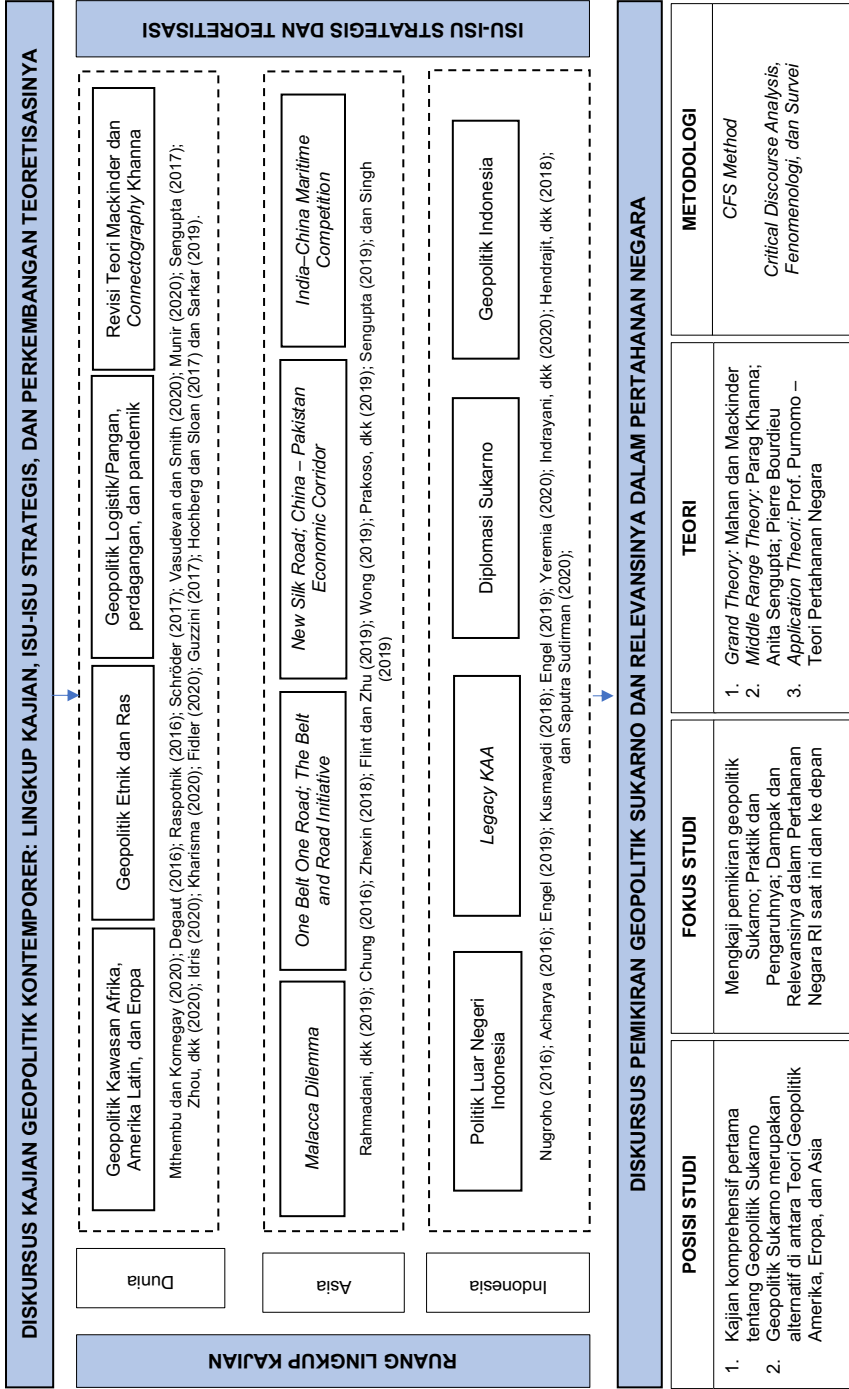 DISKURSUS KAJIAN GEOPOLITIK KONTEMPORER: LINGKUP KAJIAN, ISU-ISU STRATEGIS, DAN PERKEMBANGAN TEORETISASINYA
RUANG LINGKUP KAJIAN
Dunia
Geopolitik Kawasan Afrika,
Amerika Latin, dan Eropa
Geopolitik Etnik dan Ras
Geopolitik Logistik/Pangan,
perdagangan, dan pandemik
Revisi Teori Mackinder dan
Connectography Khanna
Mthembu dan Kornegay (2020); Degaut (2016); Raspotnik (2016); Schröder (2017); Vasudevan dan Smith (2020); Munir (2020); Sengupta (2017);
Zhou, dkk (2020); Idris (2020); Kharisma (2020); Fidler (2020); Guzzini (2017); Hochberg dan Sloan (2017) dan Sarkar (2019).
Asia
Malacca Dilemma
One Belt One Road; The Belt
and Road Initiative
New Silk Road; China – Pakistan
Economic Corridor
India–China Maritime
Competition
Rahmadani, dkk (2019); Chung (2016); Zhexin (2018); Flint dan Zhu (2019); Wong (2019); Prakoso, dkk (2019); Sengupta (2019); dan Singh
(2019)
Indonesia
Politik Luar Negeri
Indonesia
Legacy KAA
Diplomasi Sukarno
Geopolitik Indonesia
Nugroho (2016); Acharya (2016); Engel (2019); Kusmayadi (2018); Engel (2019); Yeremia (2020); Indrayani, dkk (2020); Hendrajit, dkk (2018);
dan Saputra Sudirman (2020);
ISU-ISU STRATEGIS DAN TEORETISASI
DISKURSUS PEMIKIRAN GEOPOLITIK SUKARNO DAN RELEVANSINYA DALAM PERTAHANAN NEGARA
POSISI STUDI
1. Kajian komprehensif pertama
tentang Geopolitik Sukarno
2. Geopolitik Sukarno merupakan
alternatif di antara Teori Geopolitik
Amerika, Eropa, dan Asia
FOKUS STUDI
Mengkaji pemikiran geopolitik
Sukarno; Praktik dan
Pengaruhnya; Dampak dan
Relevansinya dalam Pertahanan
Negara RI saat ini dan ke depan
TEORI
1. Grand Theory: Mahan dan Mackinder
2. Middle Range Theory: Parag Khanna;
Anita Sengupta; Pierre Bourdieu
3. Application Theori: Prof. Purnomo –
Teori Pertahanan Negara
METODOLOGI
CFS Method
Critical Discourse Analysis,
Fenomenologi, dan Survei